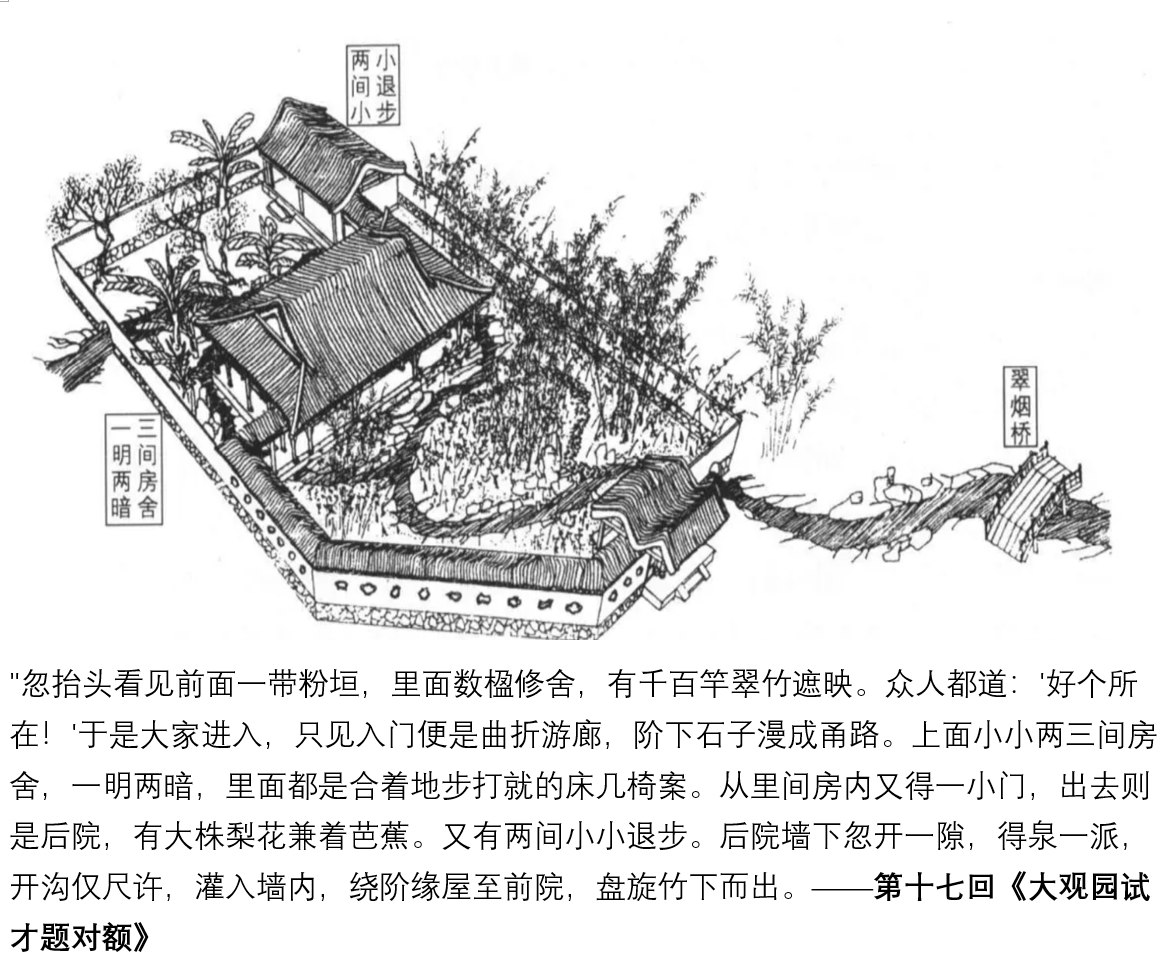 两间小
小退步
翠烟桥
一明两暗
三间房舍
"忽抬头看见前面一带粉垣，里面数楹修舍，有千百竿翠竹遮映。众人都道：'好个所
在！'于是大家进入，只见入门便是曲折游廊，阶下石子漫成甬路。上面小小两三间房
舍，一明两暗，里面都是合着地步打就的床几椅案。从里间房内又得一小门，出去则
是后院，有大株梨花兼着芭蕉。又有两间小小退步。后院墙下忽开一隙，得泉一派，
开沟仅尺许，灌入墙内，绕阶缘屋至前院，盘旋竹下而出。——第十七回《大观园试
才题对额》